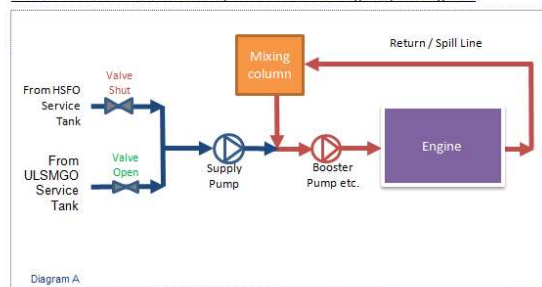 Return / Spill Line
Mixing
column
Valve
Shut
From HSFO
Service
Tank
Engine
From
ULSMGO
Service
Tank
Valve
Open
Supply
Pump
Booster
Pump etc.
Diagram A